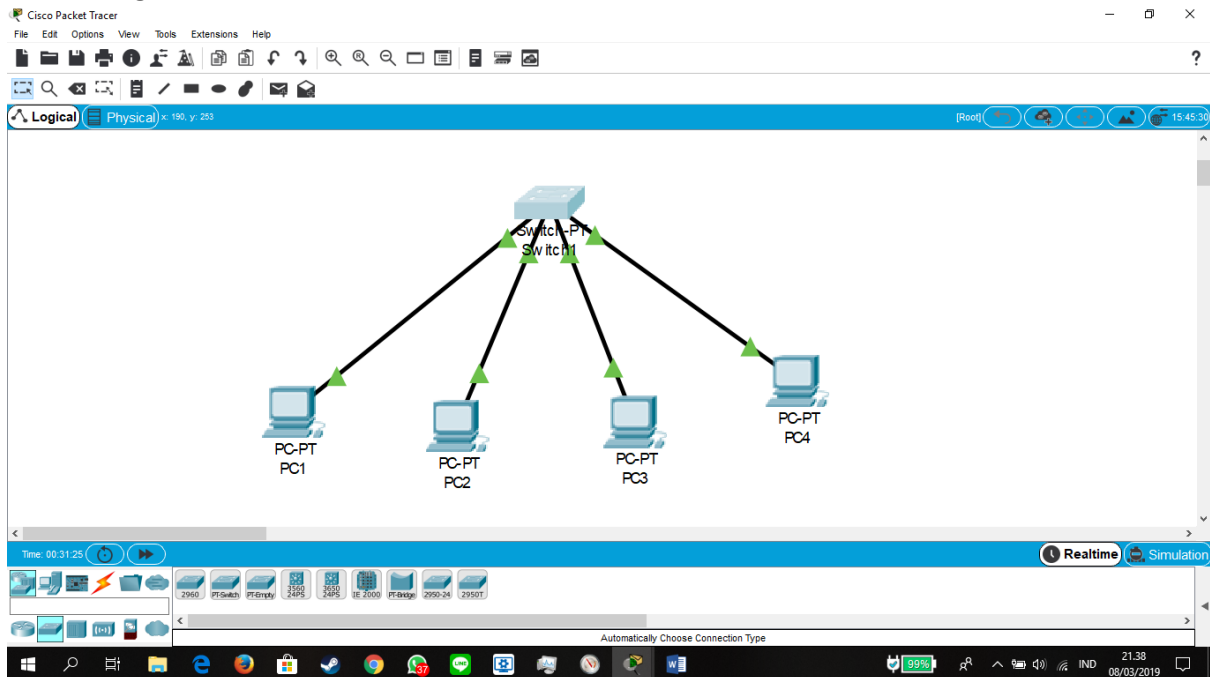 Cisco Packet Tracer
File Edit Options View Tools Extensions Help
?
Logical Physical x: 190, y: 253 [Root] 15:45:30
Switch-PT
Switch1
PC-PT
PC1
PC-PT
PC2
PC-PT
PC3
PC-PT
PC4
Time: 00:31:25 Realtime Simulation
2960 PT-Switch PT-Empty 3560 24PS 3650 24PS IE 2000 PT-Bridge 2950-24 2950T
Automatically Choose Connection Type
37 99% IND 21.38
08/03/2019